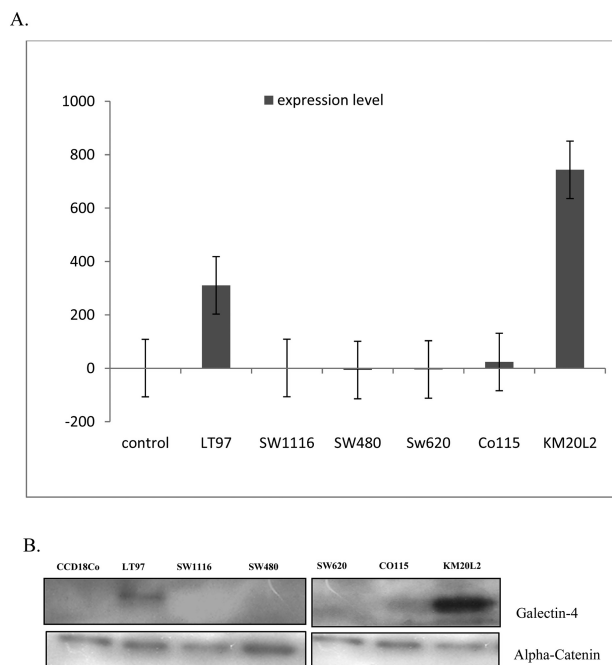 A.
1000
expression level
800
600
400
200
0
-200
control LT97 SW1116 SW480 Sw620 Co115 KM20L2
B.
CCD18Co LT97 SW1116 SW480 SW620 CO115 KM20L2
Galectin-4
Alpha-Catenin